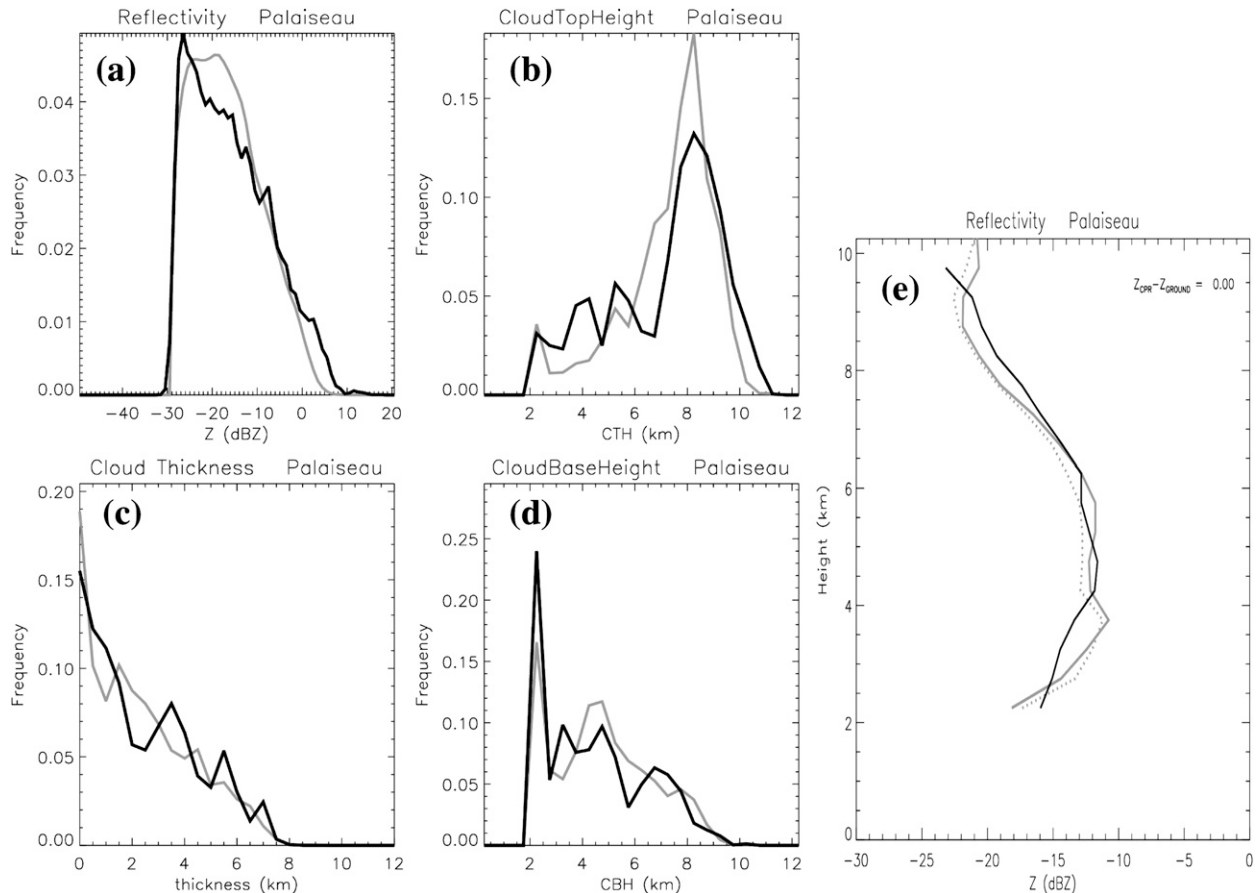 Reflectivity Palaiseau
(a)
Frequency
0.04
0.03
0.02
0.01
0.00
-40 -30 -20 -10 0 10 20
Z (dBZ)
CloudTopHeight Palaiseau
(b)
Frequency
0.15
0.10
0.05
0.00
2 4 6 8 10 12
CTH (km)
Cloud Thickness Palaiseau
(c)
Frequency
0.20
0.15
0.10
0.05
0.00
0 2 4 6 8 10 12
thickness (km)
CloudBaseHeight Palaiseau
(d)
Frequency
0.25
0.20
0.15
0.10
0.05
0.00
2 4 6 8 10 12
CBH (km)
Reflectivity Palaiseau
(e)
Z_CPR-Z_GROUND = 0.00
Height (km)
10
8
6
4
2
0
-30 -25 -20 -15 -10 -5 0
Z (dBZ)